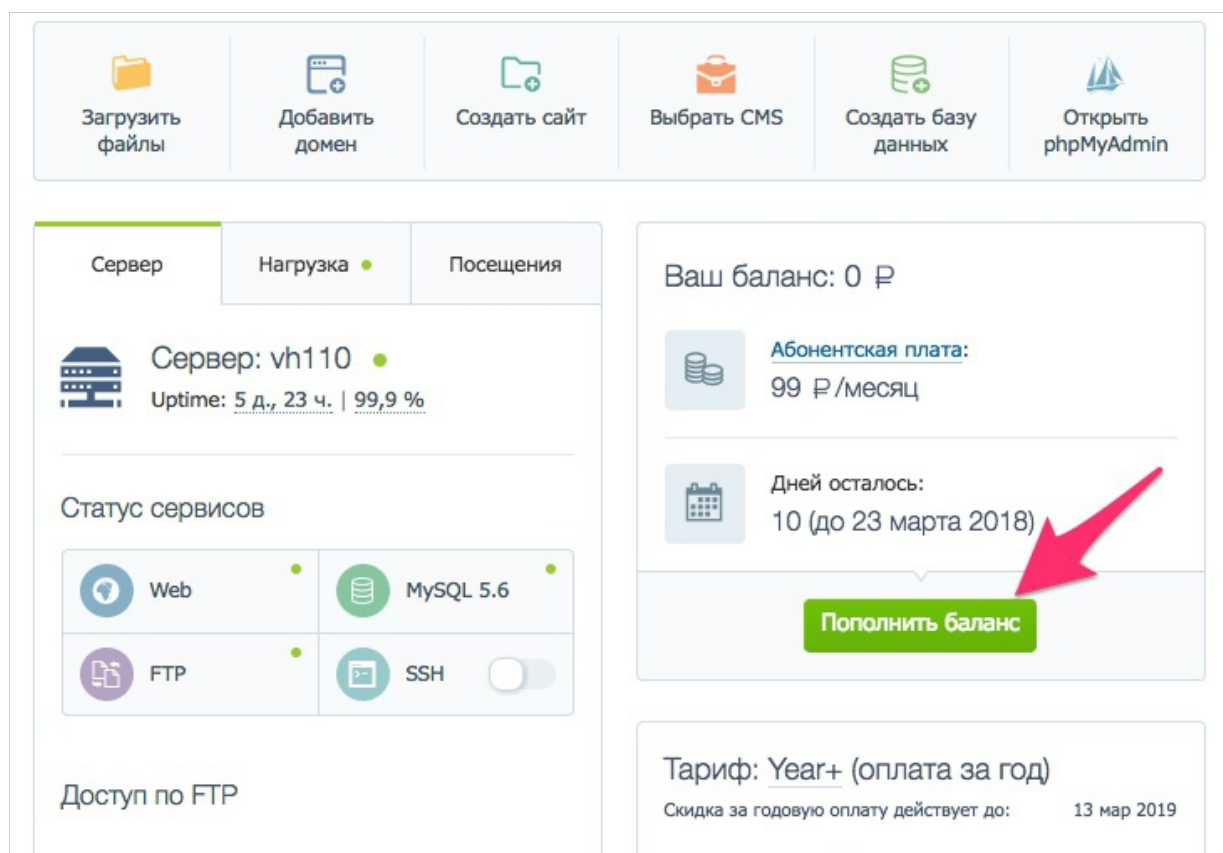 Загрузить
файлы
Добавить
домен
Создать сайт
Выбрать CMS
Создать базу
данных
Открыть
phpMyAdmin
Сервер
Нагрузка
Посещения
Сервер: vh110
Uptime: 5 д., 23 ч. | 99,9 %
Статус сервисов
Web
MySQL 5.6
FTP
SSH
Доступ по FTP
Ваш баланс: 0 ₽
Абонентская плата:
99 ₽/месяц
Дней осталось:
10 (до 23 марта 2018)
Пополнить баланс
Тариф: Year+ (оплата за год)
Скидка за годовую оплату действует до: 13 мар 2019